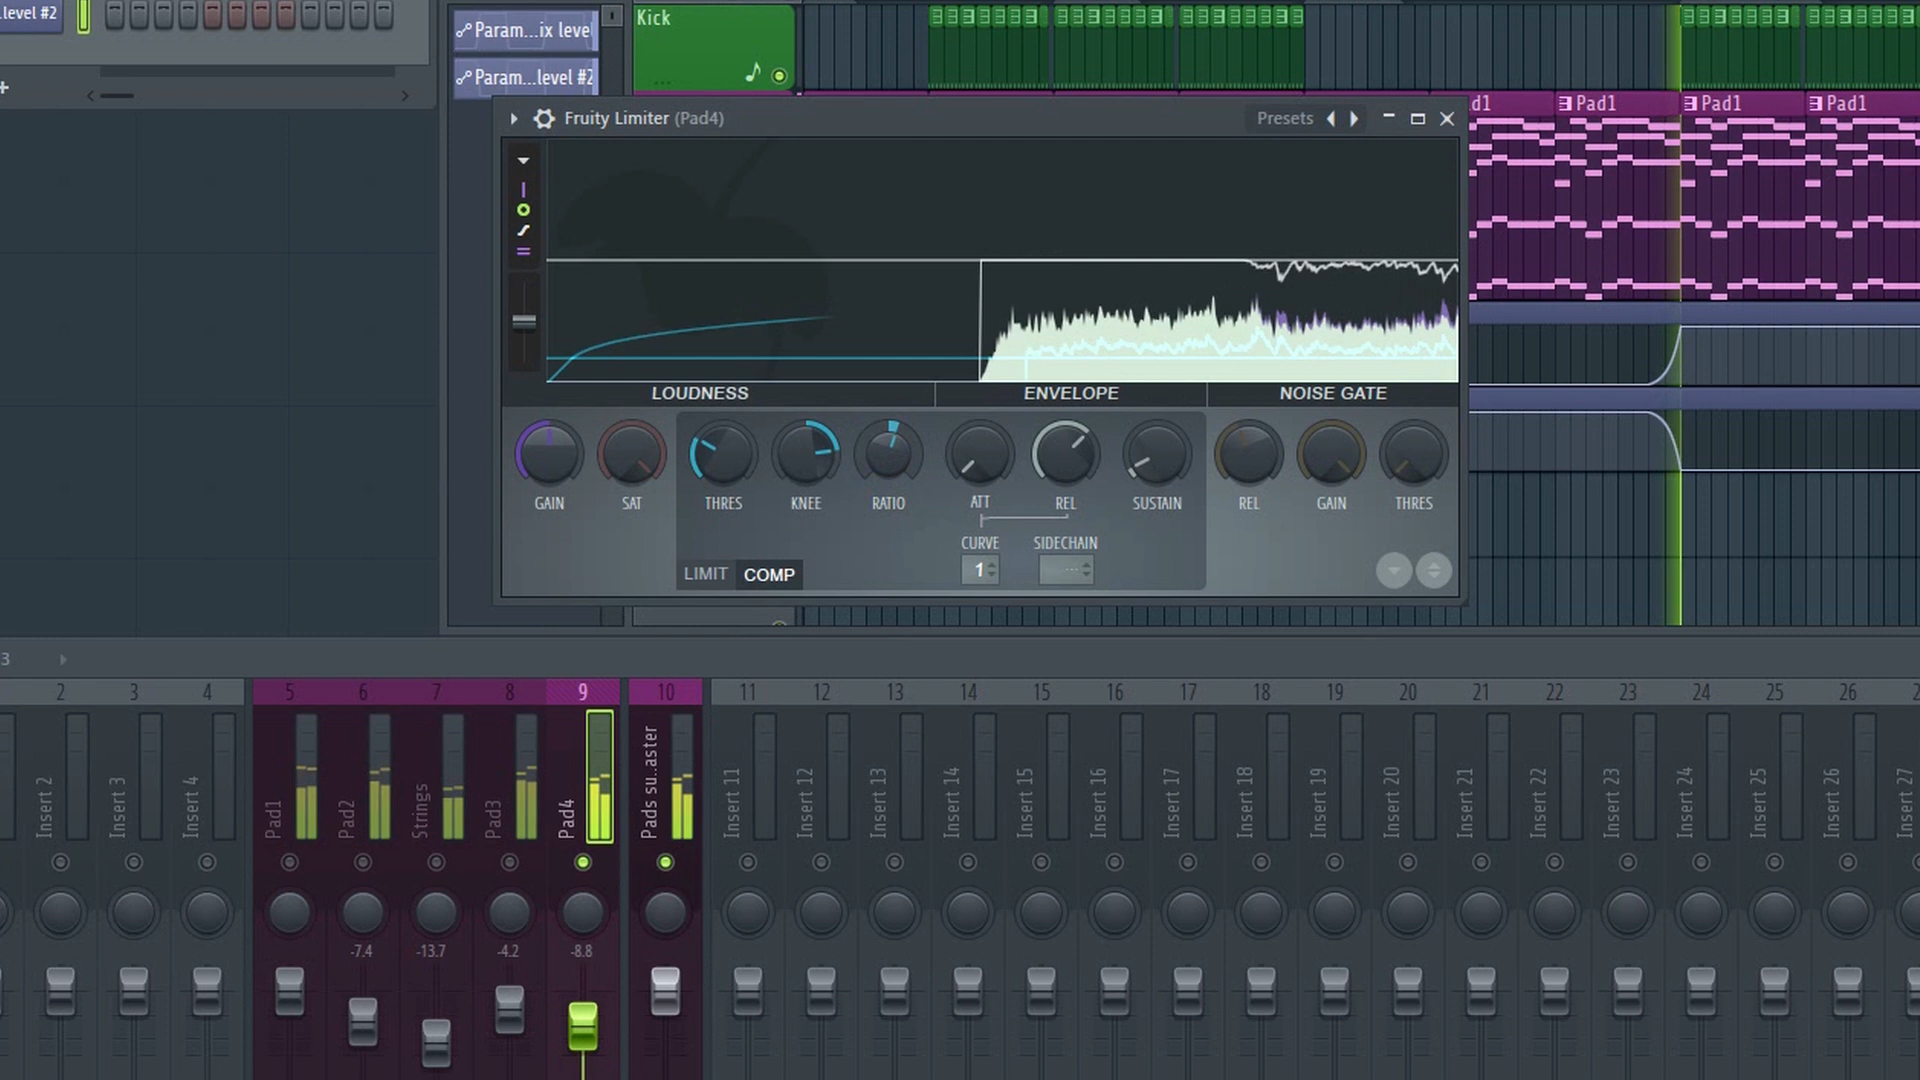 .level #2
Param...ix leve
Param...level #2
Kick
Fruity Limiter (Pad4)
Presets
d1
Pad1
Pad1
Pad1
LOUDNESS
ENVELOPE
NOISE GATE
GAIN
SAT
THRES
KNEE
RATIO
ATT
REL
SUSTAIN
REL
GAIN
THRES
CURVE
SIDECHAIN
1
LIMIT
COMP
3
2 3 4 5 6 7 8 9 10 11 12 13 14 15 16 17 18 19 20 21 22 23 24 25 26 2
Insert 2
Insert 3
Insert 4
Pad1
Pad2
Strings
Pad3
Pad4
Pads su..aster
Insert 11
Insert 12
Insert 13
Insert 14
Insert 15
Insert 16
Insert 17
Insert 18
Insert 19
Insert 20
Insert 21
Insert 22
Insert 23
Insert 24
Insert 25
Insert 26
Insert 27
-7.4
-13.7
-4.2
-8.8